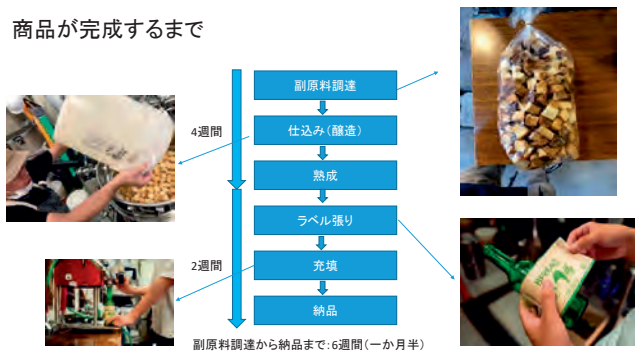 商品が完成するまで
副原料調達
4週間
仕込み(醸造)
熟成
ラベル張り
2週間
充填
納品
副原料調達から納品まで:6週間(一か月半)
BREAD